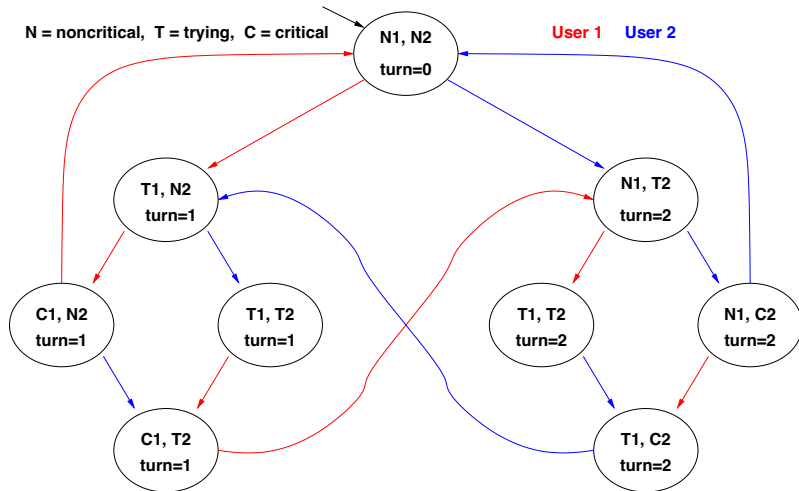 N = noncritical, T = trying, C = critical
User 1 User 2
N1, N2
turn=0
T1, N2
turn=1
N1, T2
turn=2
C1, N2
turn=1
T1, T2
turn=1
T1, T2
turn=2
N1, C2
turn=2
C1, T2
turn=1
T1, C2
turn=2